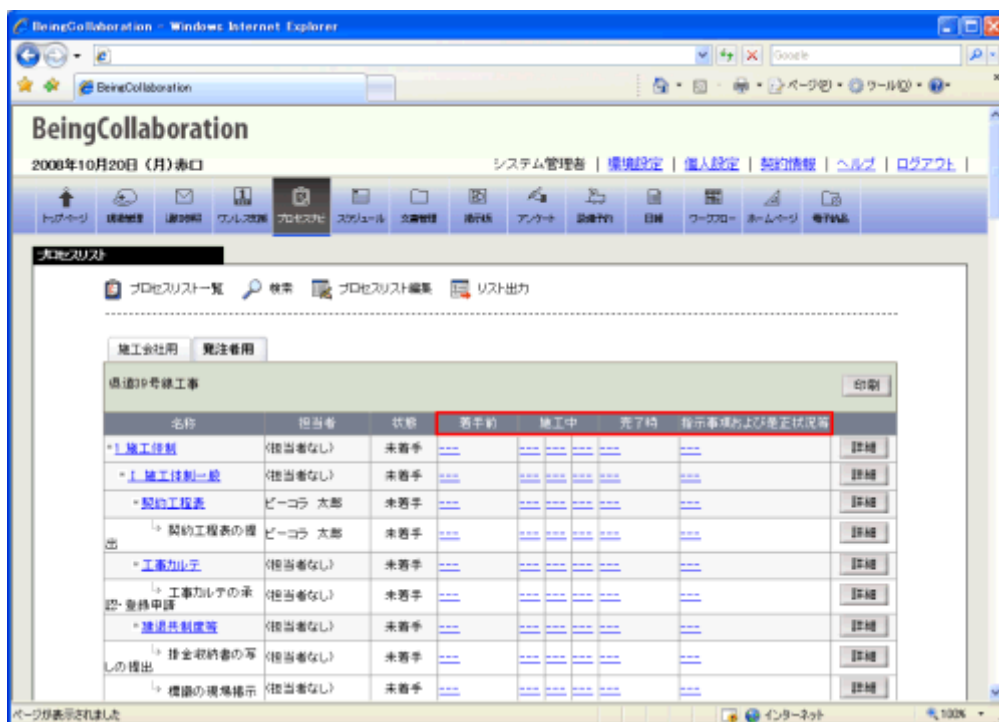 BeingCollaboration - Windows Internet Explorer
Google
BeingCollaboration
ページ(P) ツール(O)
BeingCollaboration
2008年10月20日（月）赤口
システム管理者 | 環境設定 | 個人設定 | 契約情報 | ヘルプ | ログアウト |
トップページ プロセスナビ スケジュール 文書管理 掲示板 アンケート 設備予約 日報 ワークフロー ホームページ 電子納品
プロセスリスト
プロセスリスト一覧 検索 プロセスリスト編集 リスト出力
施工会社用 発注者用
県道39号線工事 印刷
名称 担当者 状態 着手前 施工中 完了時 指示事項および是正状況等
1 施工体制 (担当者なし) 未着手 --- --- --- --- --- --- 詳細
I 施工体制一般 (担当者なし) 未着手 --- --- --- --- --- --- 詳細
契約工程表 ビーコラ 太郎 未着手 --- --- --- --- --- --- 詳細
契約工程表の提出 ビーコラ 太郎 未着手 --- --- --- --- --- --- 詳細
工事カルテ (担当者なし) 未着手 --- --- --- --- --- --- 詳細
工事カルテの承認・登録申請 (担当者なし) 未着手 --- --- --- --- --- --- 詳細
建退共制度等 (担当者なし) 未着手 --- --- --- --- --- --- 詳細
掛金収納書の写しの提出 (担当者なし) 未着手 --- --- --- --- --- --- 詳細
標識の現場掲示 (担当者なし) 未着手 --- --- --- --- --- --- 詳細
ページが表示されました インターネット 100%